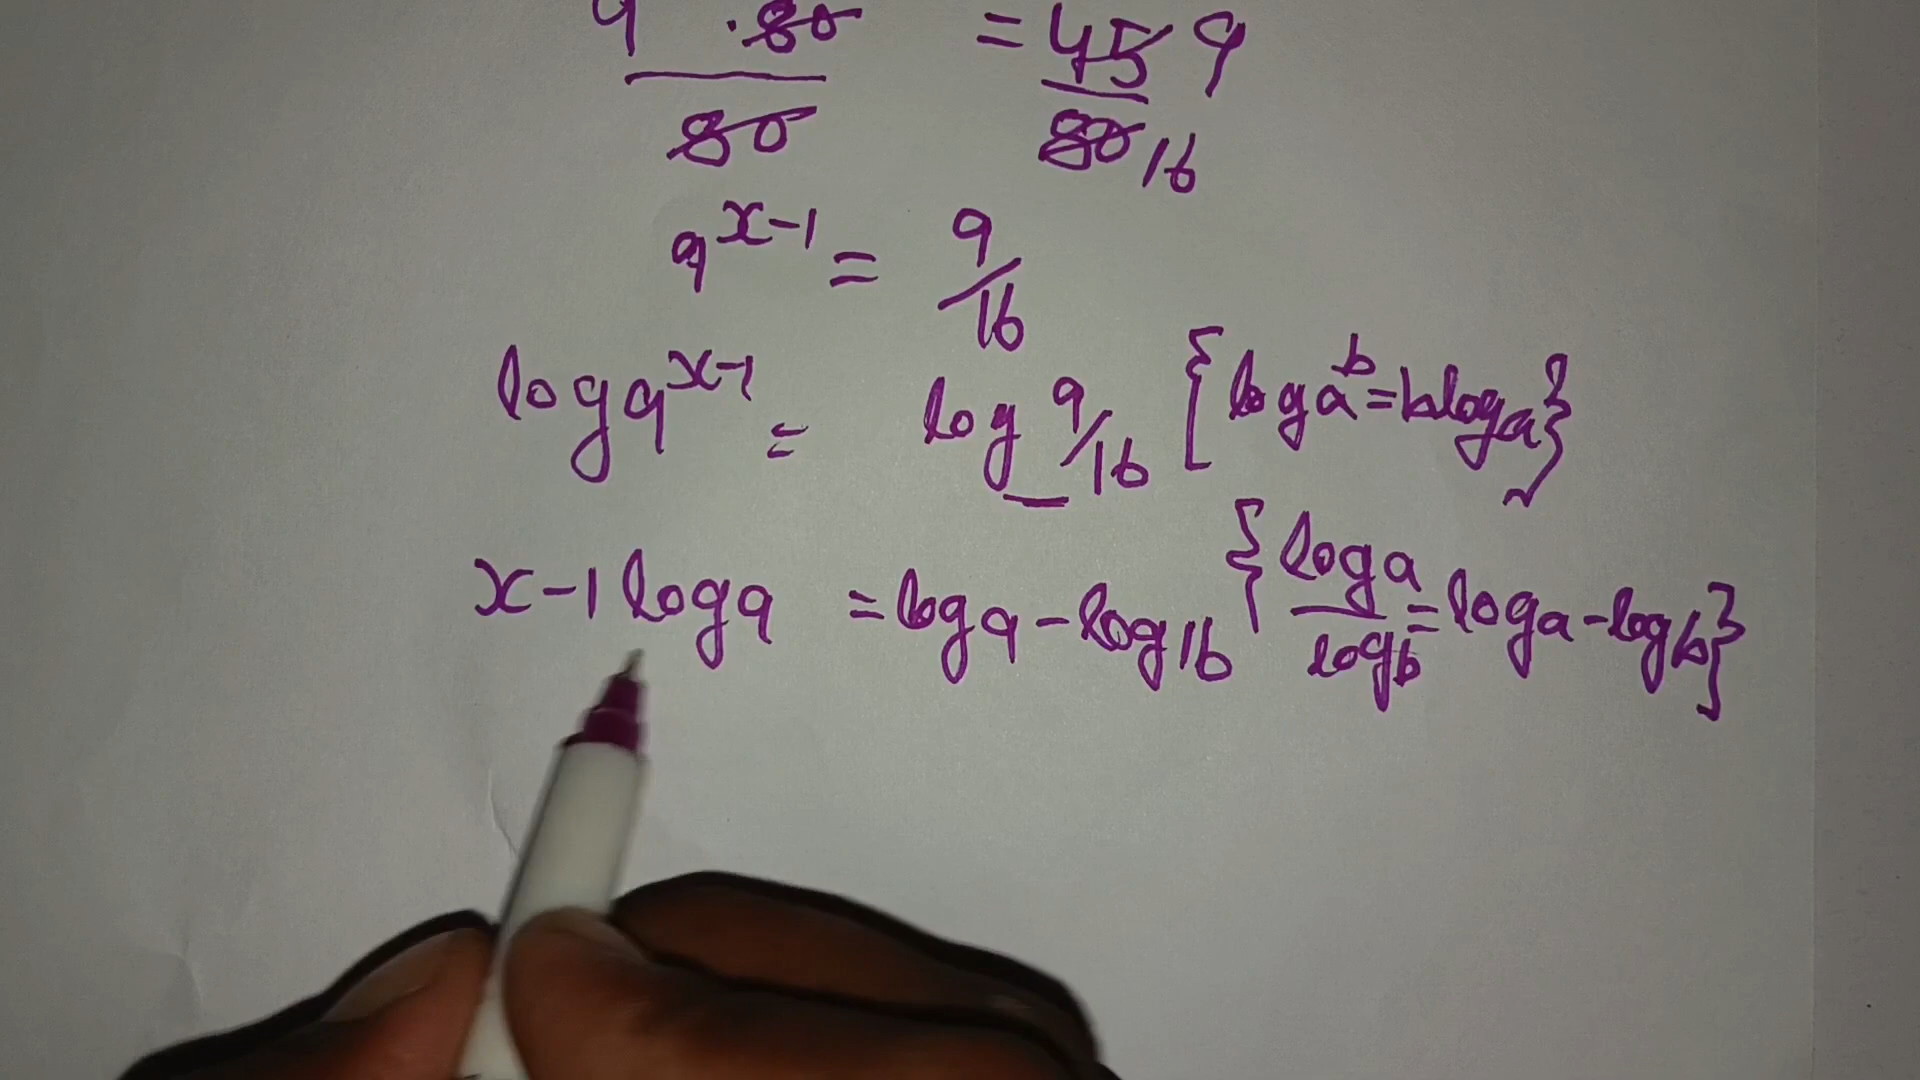 9 .80 = 45 9
80 80 16
9^x-1 = 9/16
log 9^x-1 = log 9/16 {log a^b = b log a}
x-1 log 9 = log 9 - log 16 {log a / log b = log a - log b}